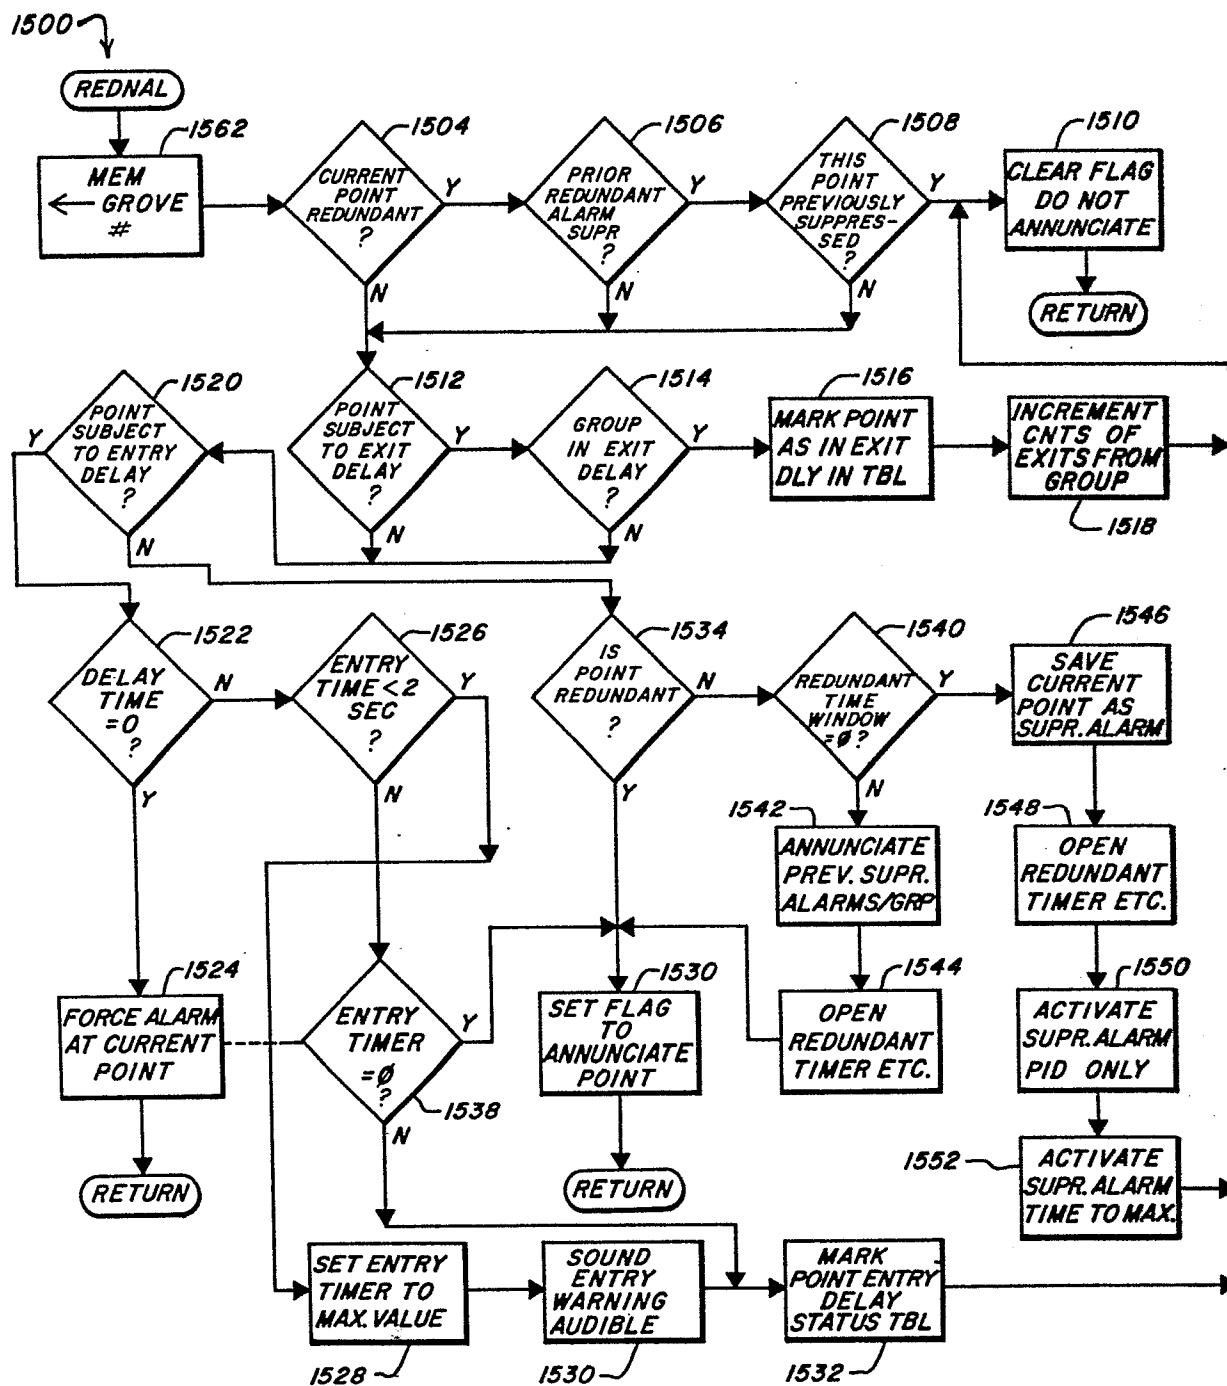 1500
REDNAL
1562
MEM
GROVE
#
1504
CURRENT
POINT
REDUNDANT
?
Y
N
1506
PRIOR
REDUNDANT
ALARM
SUPR
?
Y
N
1508
THIS
POINT
PREVIOUSLY
SUPPRES-
SED
?
Y
N
1510
CLEAR FLAG
DO NOT
ANNUNCIATE
RETURN
1520
POINT
SUBJECT
TO ENTRY
DELAY
?
Y
N
1512
POINT
SUBJECT
TO EXIT
DELAY
?
Y
N
1514
GROUP
IN EXIT
DELAY
?
Y
N
1516
MARK POINT
AS IN EXIT
DLY IN TBL
INCREMENT
CNTS OF
EXITS FROM
GROUP
1518
1522
DELAY
TIME
=0
?
N
Y
1526
ENTRY
TIME<2
SEC
?
Y
N
1534
IS
POINT
REDUNDANT
?
N
Y
1540
REDUNDANT
TIME
WINDOW
=Ø?
Y
N
1546
SAVE
CURRENT
POINT AS
SUPR. ALARM
1542
ANNUNCIATE
PREV. SUPR.
ALARMS/GRP
1548
OPEN
REDUNDANT
TIMER ETC.
1524
FORCE ALARM
AT CURRENT
POINT
RETURN
ENTRY
TIMER
=Ø
?
Y
1538
N
1530
SET FLAG
TO
ANNUNCIATE
POINT
RETURN
1544
OPEN
REDUNDANT
TIMER ETC.
1550
ACTIVATE
SUPR. ALARM
PID ONLY
1552
ACTIVATE
SUPR. ALARM
TIME TO MAX.
SET ENTRY
TIMER TO
MAX. VALUE
1528
SOUND
ENTRY
WARNING
AUDIBLE
1530
MARK
POINT ENTRY
DELAY
STATUS TBL
1532